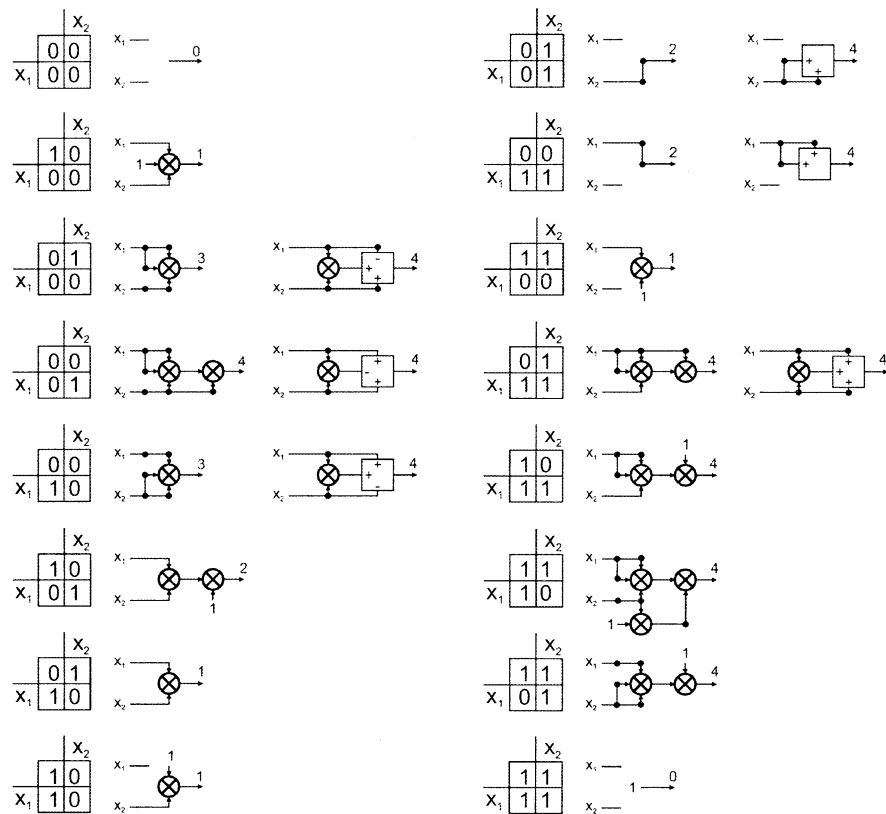 X₂
0 0
X₁ 0 0
x₁
x₂
0
X₂
0 1
X₁ 0 1
x₁
x₂
2
x₁
x₂
+
+
4
X₂
1 0
X₁ 0 0
x₁
1
x₂
1
X₂
0 0
X₁ 1 1
x₁
x₂
2
x₁
x₂
+
+
4
X₂
0 1
X₁ 0 0
x₁
x₂
3
x₁
x₂
-
+
+
4
X₂
1 1
X₁ 0 0
x₁
x₂
1
1
X₂
0 0
X₁ 0 1
x₁
x₂
4
x₁
x₂
+
-
+
4
X₂
0 1
X₁ 1 1
x₁
x₂
4
x₁
x₂
+
+
+
4
X₂
0 0
X₁ 1 0
x₁
x₂
3
x₁
x₂
+
+
-
4
X₂
1 0
X₁ 1 1
x₁
x₂
1
4
X₂
1 0
X₁ 0 1
x₁
x₂
1
2
X₂
1 1
X₁ 1 0
x₁
x₂
1
4
X₂
0 1
X₁ 1 0
x₁
x₂
1
X₂
1 1
X₁ 0 1
x₁
x₂
1
4
X₂
1 0
X₁ 1 0
x₁
1
x₂
1
X₂
1 1
X₁ 1 1
x₁
x₂
1
0